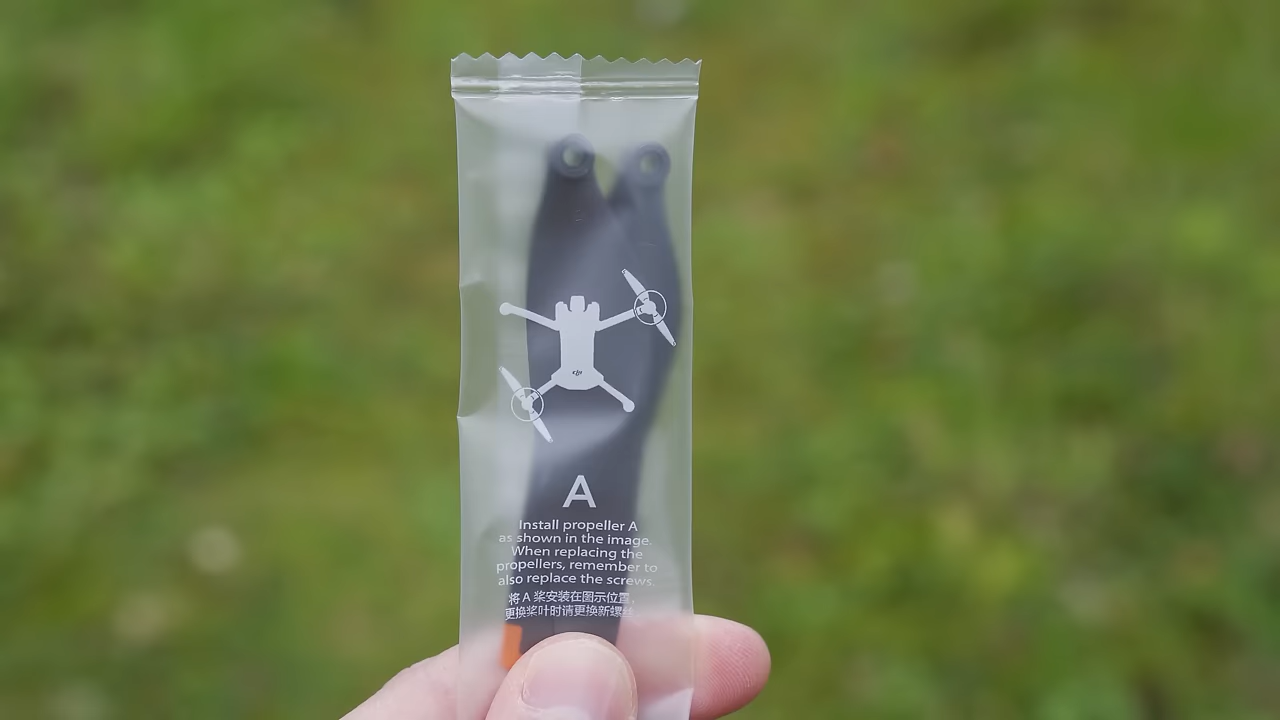 dji
A
Install propeller A
as shown in the image.
When replacing the
propellers, remember to
also replace the screws.
将 A 桨安装在图示位置，
更换桨叶时请更换新螺丝